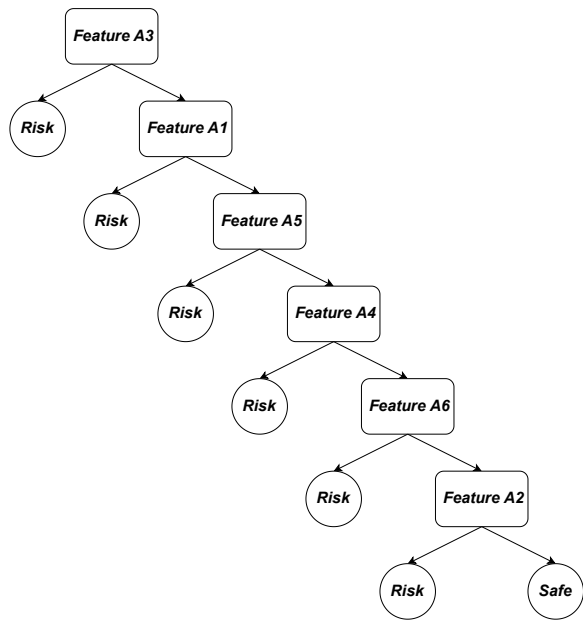 Feature A3
Risk
Feature A1
Risk
Feature A5
Risk
Feature A4
Risk
Feature A6
Risk
Feature A2
Risk
Safe